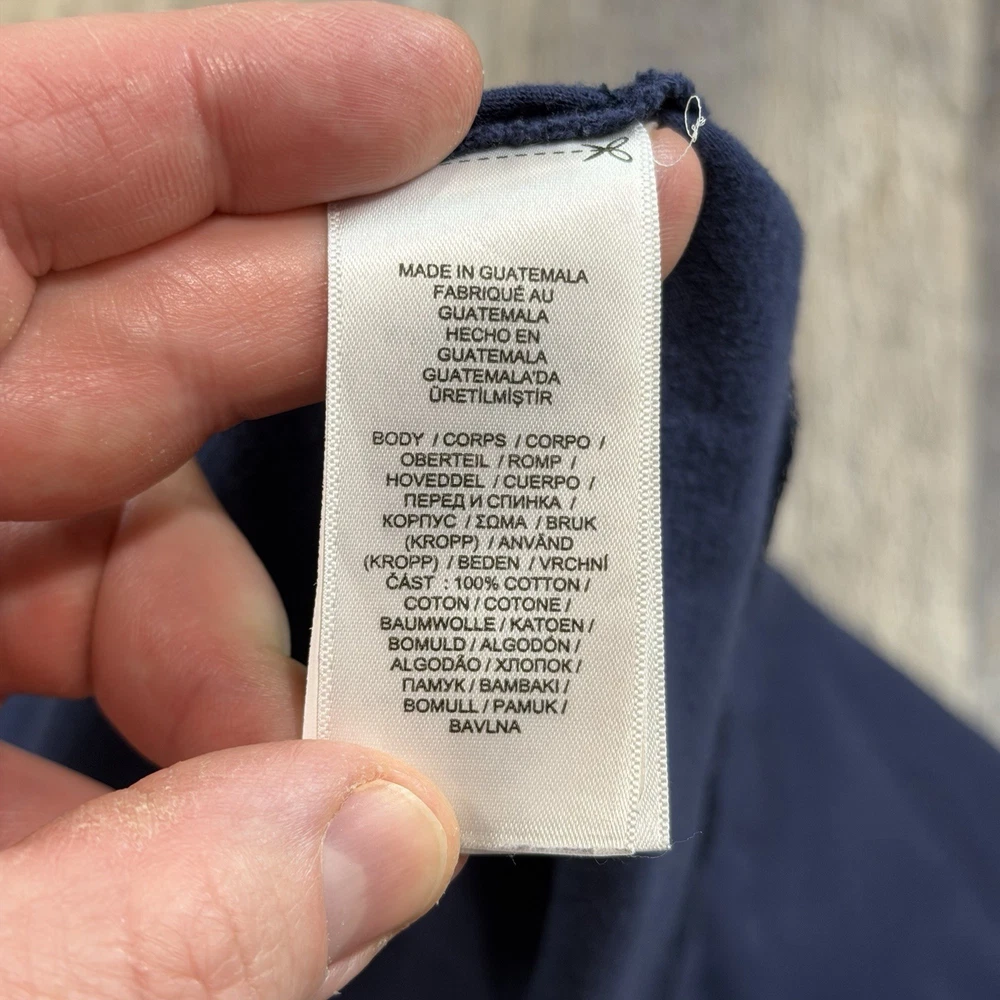 MADE IN GUATEMALA
FABRIQUÉ AU
GUATEMALA
HECHO EN
GUATEMALA
GUATEMALA'DA
ÜRETİLMİŞTİR
BODY / CORPS / CORPO /
OBERTEIL / ROMP /
HOVEDDEL / CUERPO /
ПЕРЕД И СПИНКА /
КОРПУС / ΣΩΜΑ / BRUK
(KROPP) / ANVÄND
(KROPP) / BEDEN / VRCHNÍ
ČÁST : 100% COTTON /
COTON / COTONE /
BAUMWOLLE / KATOEN /
BOMULD / ALGODÓN /
ALGODÃO / ХЛОПОК /
ПАМУК / ΒΑΜΒΑΚΙ /
BOMULL / PAMUK /
BAVLNA